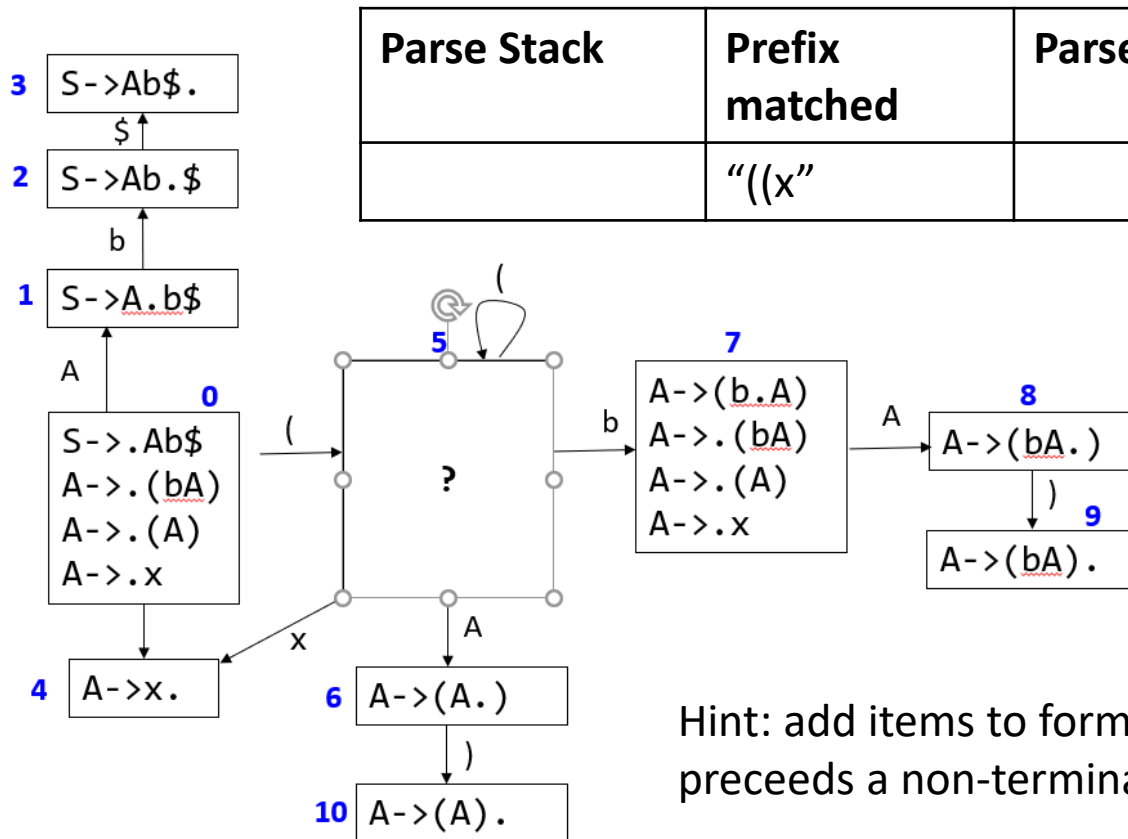 Parse Stack
Prefix
matched
Parse
“((x”
3
S->Ab$.
$
2
S->Ab.$
b
1
S->A.b$
A
0
S->.Ab$
A->.(bA)
A->.(A)
A->.x
(
(
5
?
b
7
A->(b.A)
A->.(bA)
A->.(A)
A->.x
A
8
A->(bA.)
)
9
A->(bA).
x
4
A->x.
A
6
A->(A.)
)
10
A->(A).
Hint: add items to form
preceeds a non-termina